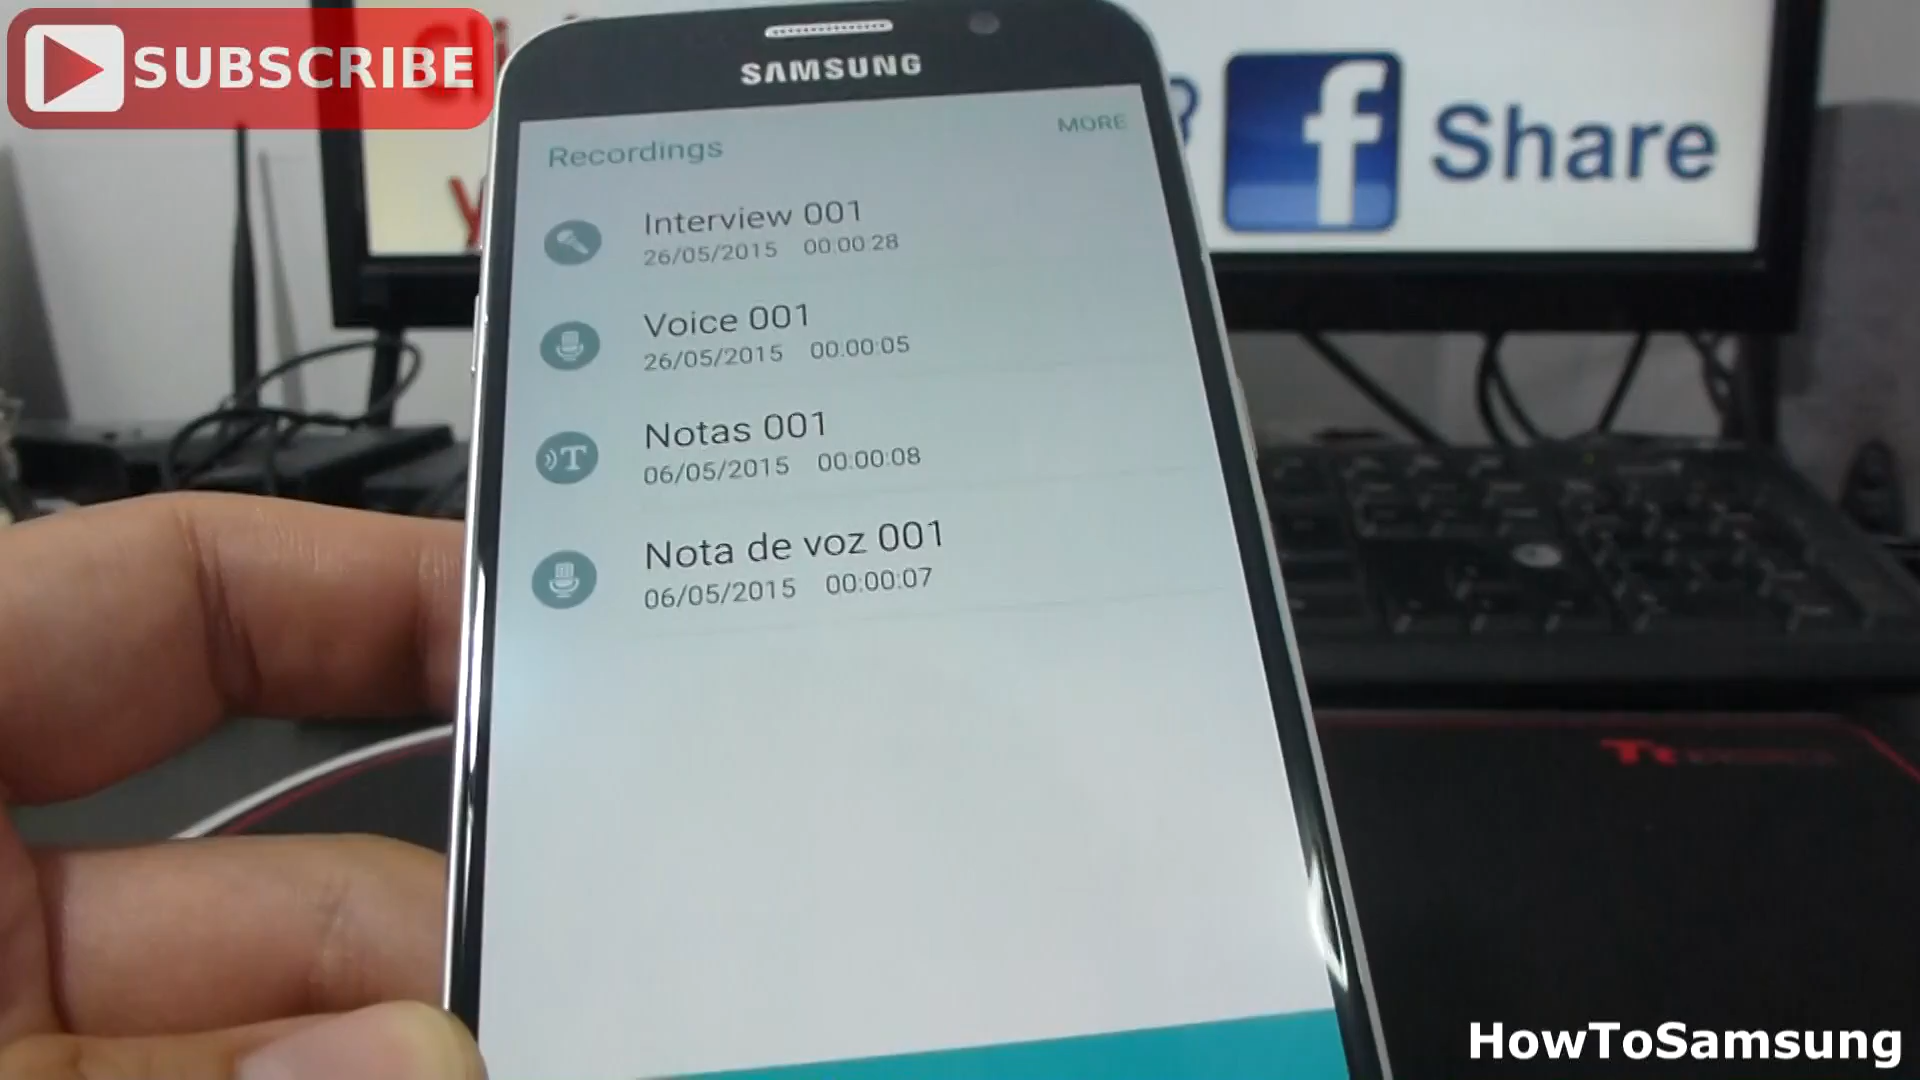 SUBSCRIBE
SAMSUNG
Share
Recordings
MORE
Interview 001
26/05/2015 00:00:28
Voice 001
26/05/2015 00:00:05
Notas 001
06/05/2015 00:00:08
Nota de voz 001
06/05/2015 00:00:07
HowToSamsung